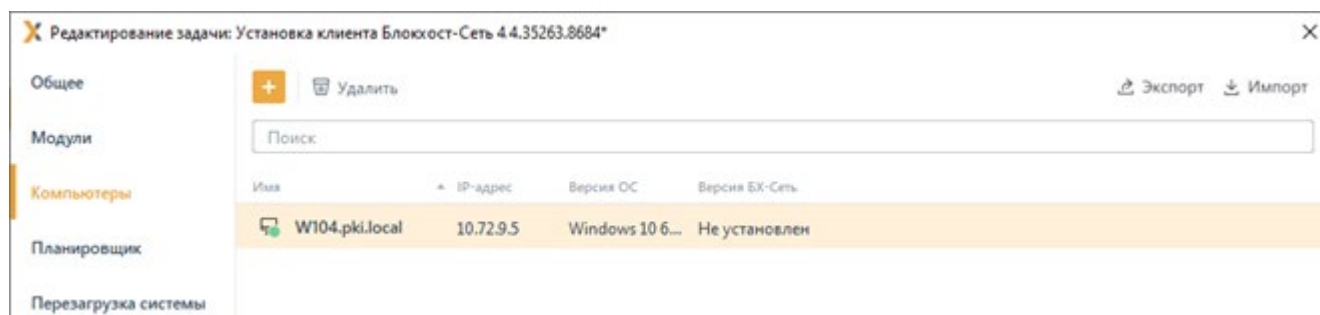 Редактирование задачи: Установка клиента Блокхост-Сеть 4.4.35263.8684*
Общее
+ Удалить Экспорт Импорт
Модули
Поиск
Компьютеры
Имя IP-адрес Версия ОС Версия БХ-Сеть
W104.pki.local 10.72.9.5 Windows 10 6... Не установлен
Планировщик
Перезагрузка системы